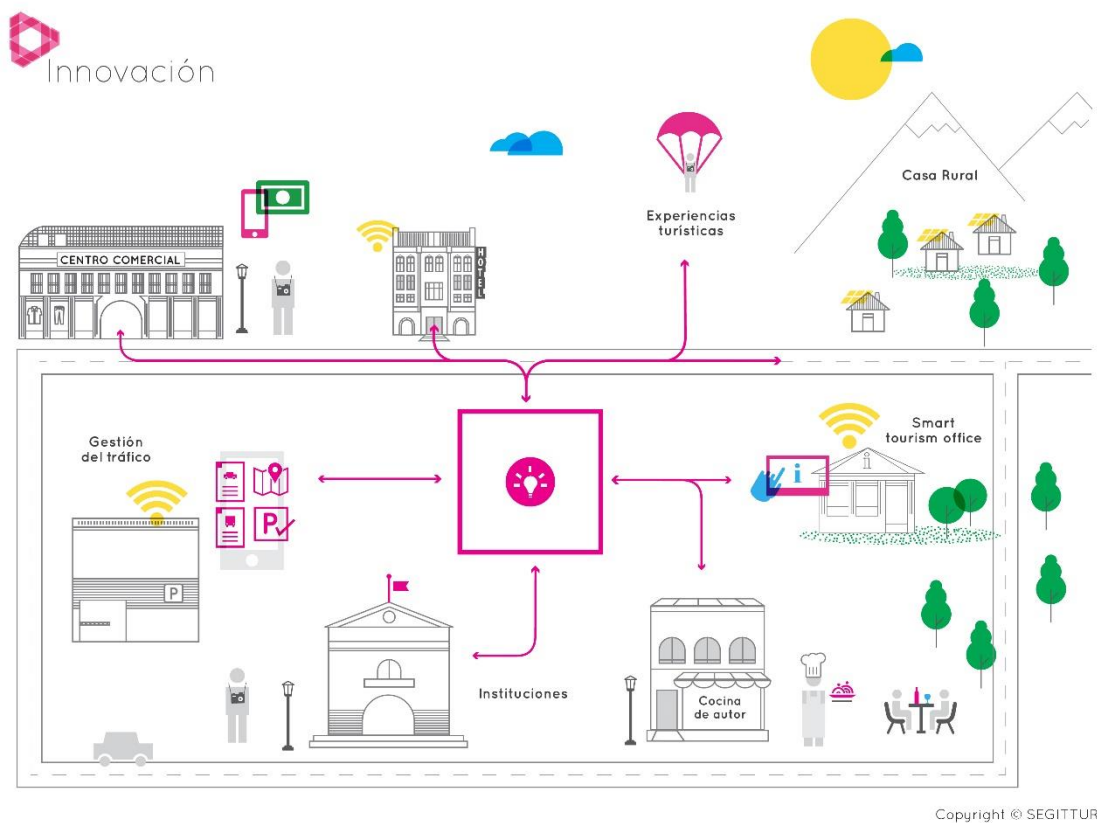 Innovación
Experiencias
turísticas
Casa Rural
CENTRO COMERCIAL
HOTEL
Gestión
del tráfico
P
P
i
i
Smart
tourism office
Instituciones
Cocina
de autor
Copyright © SEGITTUR